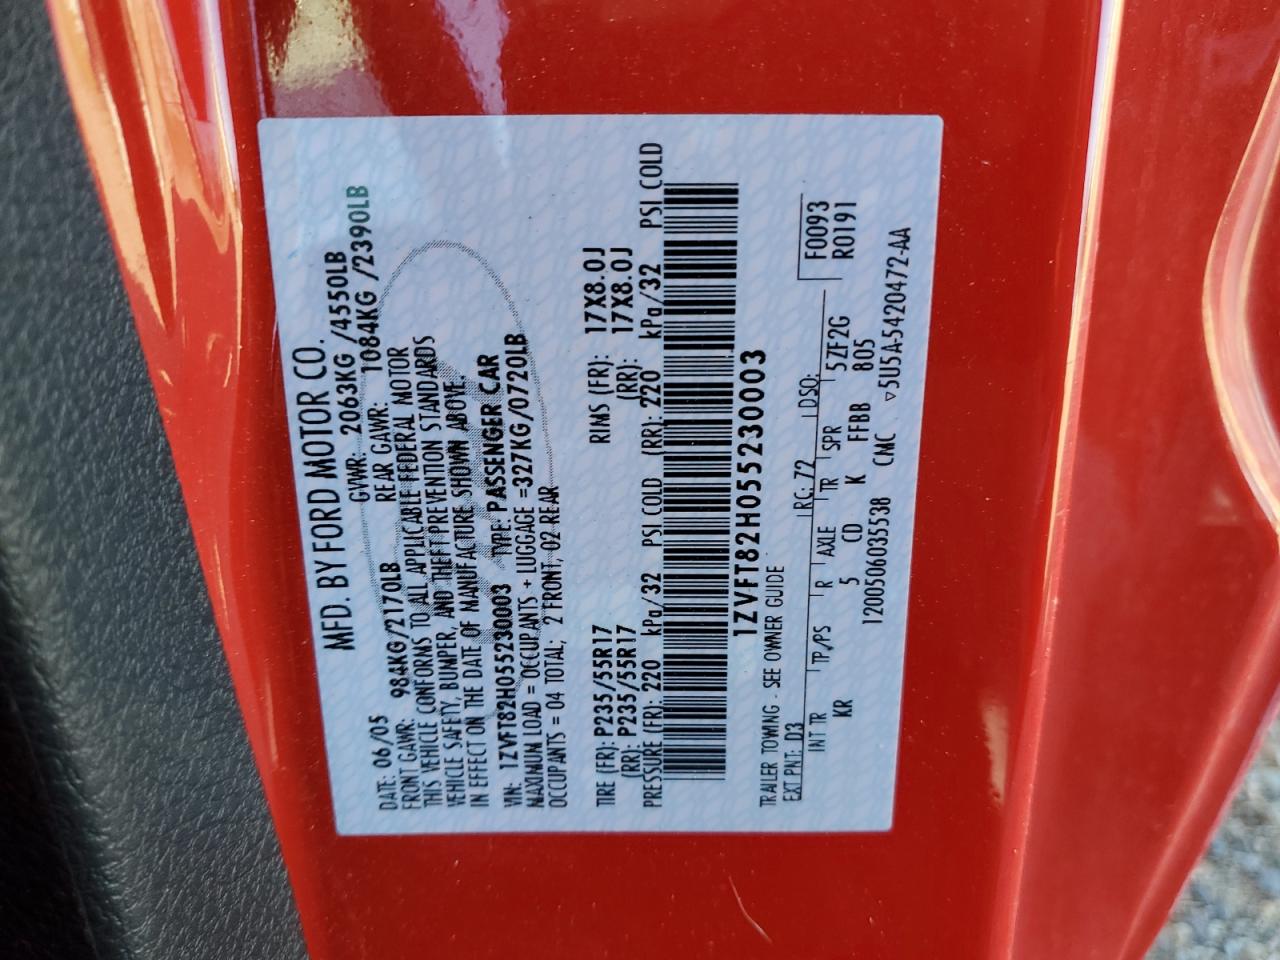 MFD. BY FORD MOTOR CO.
DATE: 06/05 GVWR: 2063KG /4550LB
FRONT GAWR: 984KG/2170LB REAR GAWR: 1084KG /2390LB
THIS VEHICLE CONFORMS TO ALL APPLICABLE FEDERAL MOTOR
VEHICLE SAFETY, BUMPER, AND THEFT PREVENTION STANDARDS
IN EFFECT ON THE DATE OF MANUFACTURE SHOWN ABOVE.
VIN: 1ZVFT82H055230003 TYPE: PASSENGER CAR
MAXIMUM LOAD = OCCUPANTS + LUGGAGE =327KG/0720LB
OCCUPANTS = 04 TOTAL; 2 FRONT, 02 REAR
TIRE (FR): P235/55R17 RIMS (FR): 17X8.0J
(RR): P235/55R17 (RR): 17X8.0J
PRESSURE (FR): 220 kPa/32 PSI COLD (RR): 220 kPa/32 PSI COLD
1ZVFT82H055230003
TRAILER TOWING - SEE OWNER GUIDE
EXT PNT: D3 RC: 72 DSO: F0093
INT TR TP/PS R AXLE TR SPR 5ZF2G R0191
KR 5 CD K FFBB 805
12005060355​38 CMC ▽5U5A-5420472-AA